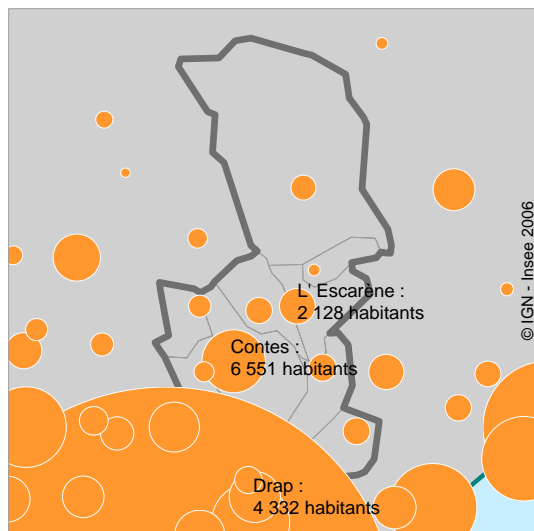 L' Escarène :
2 128 habitants
Contes :
6 551 habitants
Drap :
4 332 habitants
© IGN - Insee 2006